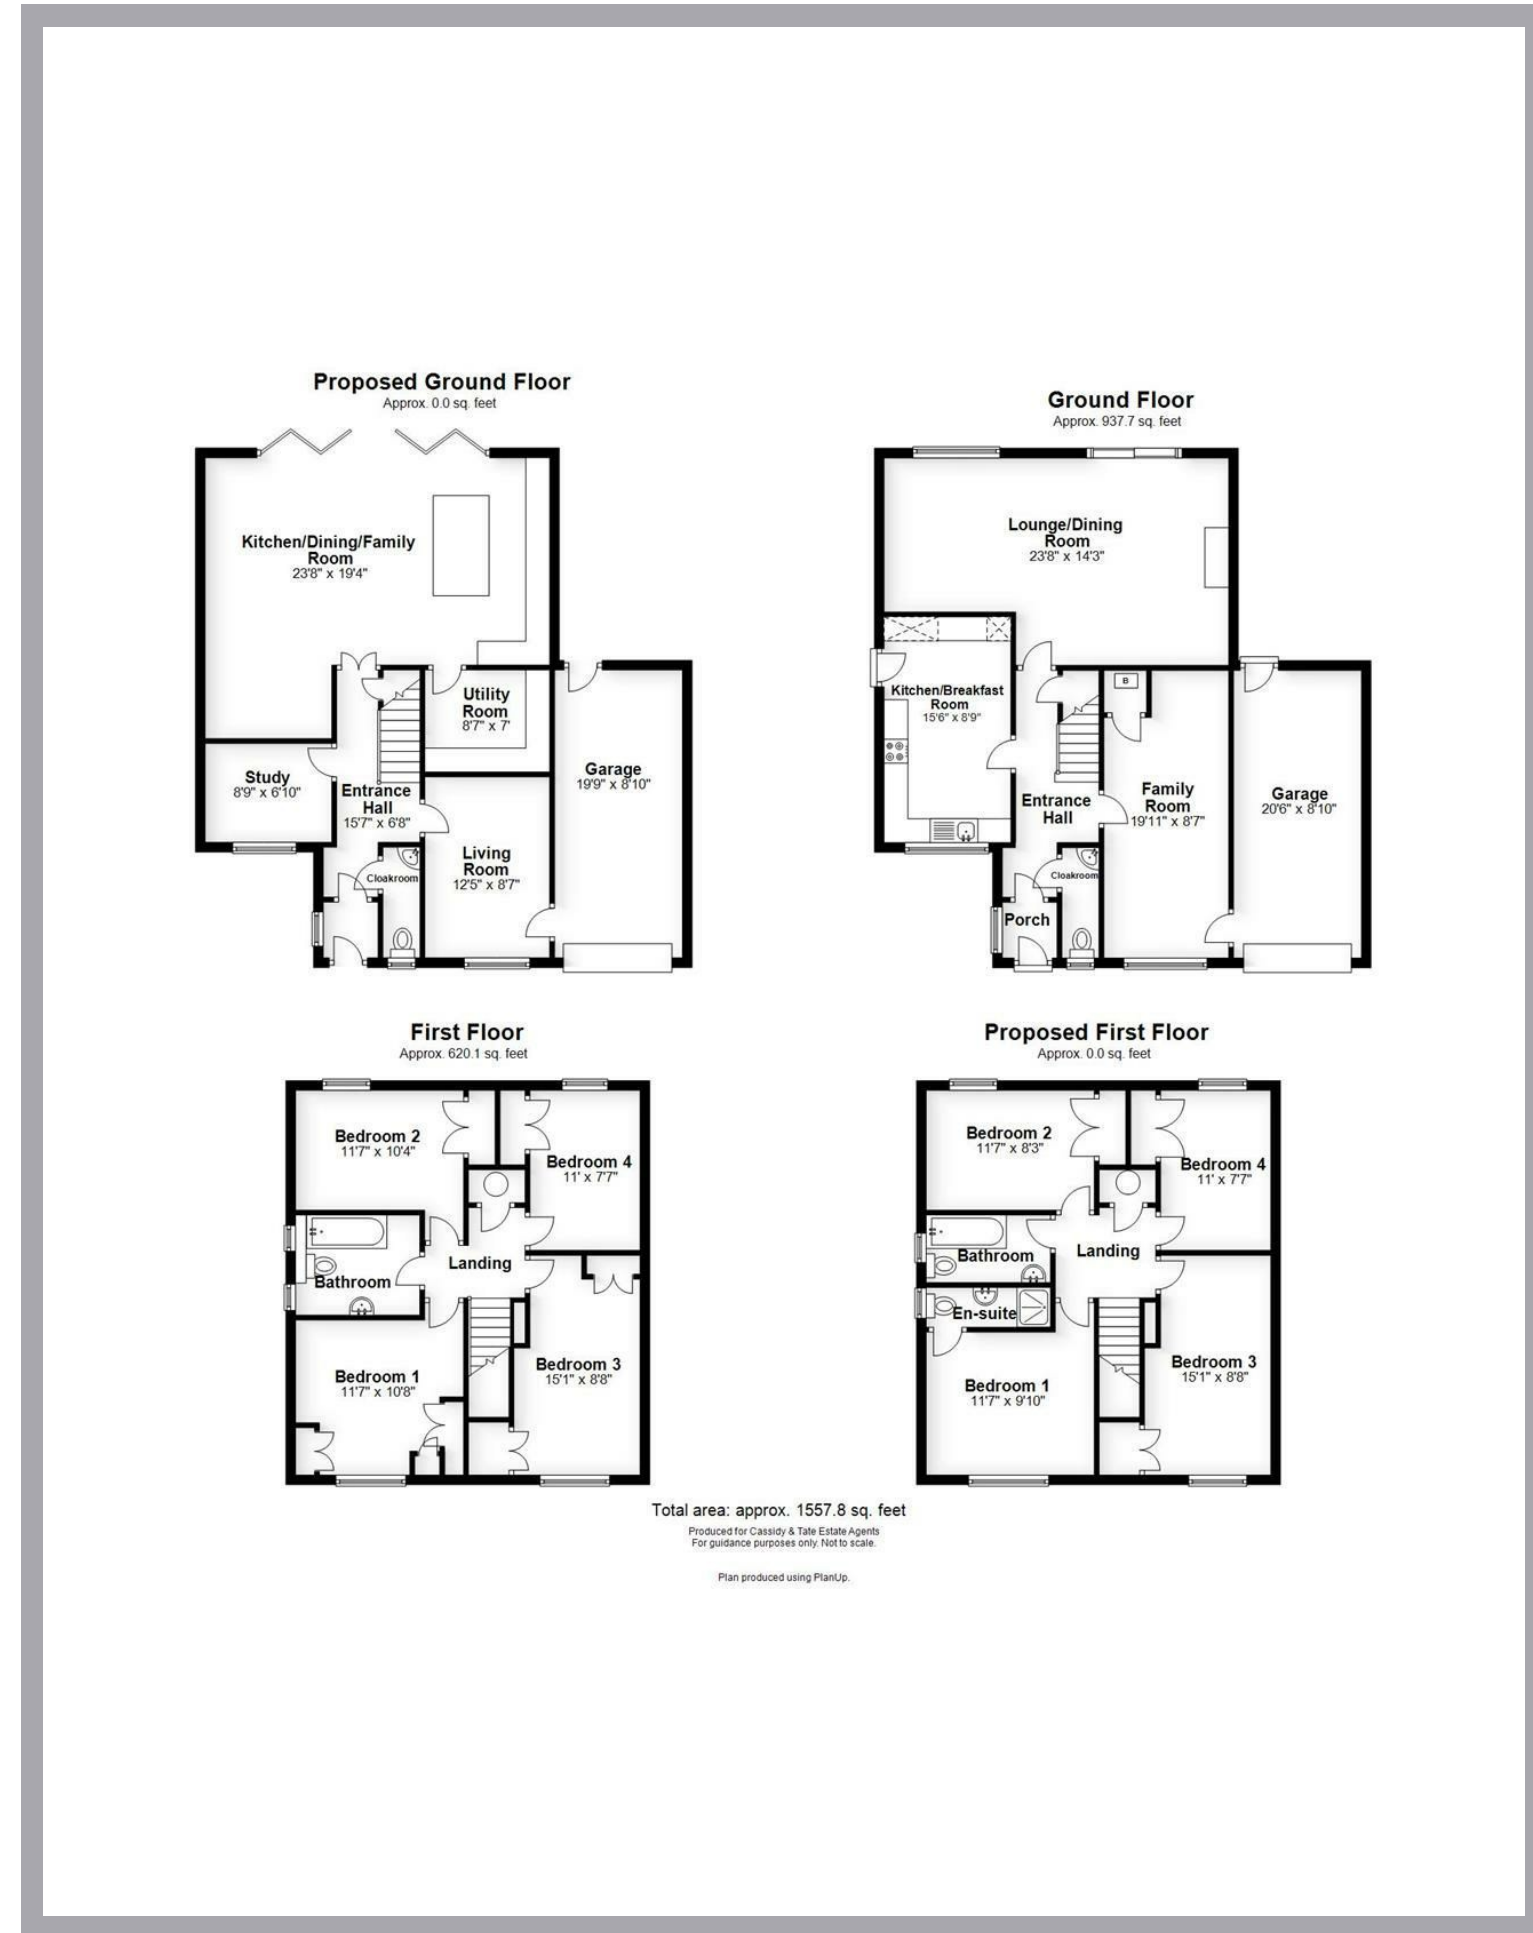 Proposed Ground Floor
Approx. 0.0 sq. feet
Kitchen/Dining/Family
Room
23'8" x 19'4"
Utility
Room
8'7" x 7'
Study
8'9" x 6'10"
Entrance
Hall
15'7" x 6'8"
Garage
19'9" x 8'10"
Living
Room
12'5" x 8'7"
Cloakroom
Ground Floor
Approx. 937.7 sq. feet
Lounge/Dining
Room
23'8" x 14'3"
Kitchen/Breakfast
Room
15'6" x 8'9"
B
Entrance
Hall
Family
Room
19'11" x 8'7"
Garage
20'6" x 8'10"
Cloakroom
Porch
First Floor
Approx. 620.1 sq. feet
Bedroom 2
11'7" x 10'4"
Bedroom 4
11' x 7'7"
Landing
Bathroom
Bedroom 1
11'7" x 10'8"
Bedroom 3
15'1" x 8'8"
Proposed First Floor
Approx. 0.0 sq. feet
Bedroom 2
11'7" x 8'3"
Bedroom 4
11' x 7'7"
Landing
Bathroom
En-suite
Bedroom 1
11'7" x 9'10"
Bedroom 3
15'1" x 8'8"
Total area: approx. 1557.8 sq. feet
Produced for Cassidy & Tate Estate Agents
For guidance purposes only. Not to scale.
Plan produced using PlanUp.